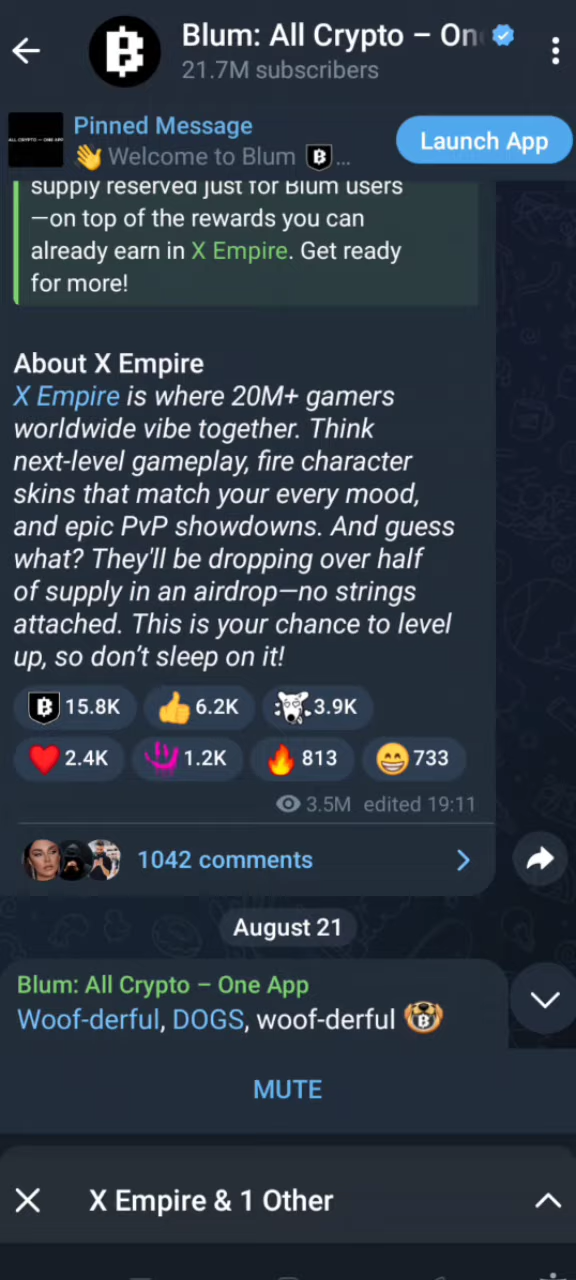 Blum: All Crypto – One
21.7M subscribers
Pinned Message
👋 Welcome to Blum ...
Launch App
ALL CRYPTO — ONE APP
supply reserved just for Blum users
—on top of the rewards you can
already earn in X Empire. Get ready
for more!
About X Empire
X Empire is where 20M+ gamers
worldwide vibe together. Think
next-level gameplay, fire character
skins that match your every mood,
and epic PvP showdowns. And guess
what? They'll be dropping over half
of supply in an airdrop—no strings
attached. This is your chance to level
up, so don't sleep on it!
15.8K 👍 6.2K 3.9K
❤️ 2.4K 1.2K 🔥 813 😁 733
3.5M edited 19:11
1042 comments
August 21
Blum: All Crypto – One App
Woof-derful, DOGS, woof-derful
MUTE
X Empire & 1 Other